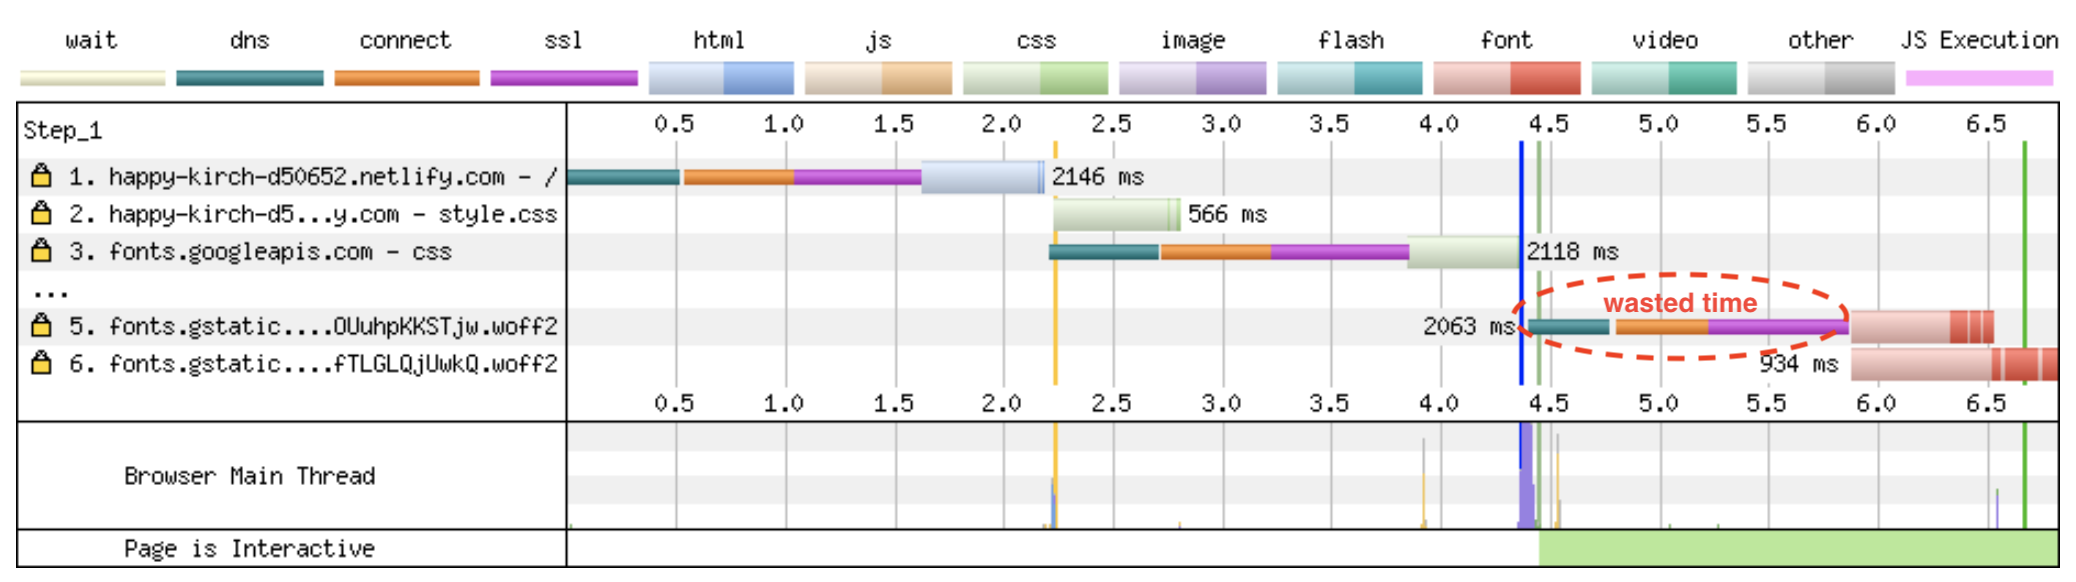 wait dns connect ssl html js css image flash font video other JS Execution
Step_1 0.5 1.0 1.5 2.0 2.5 3.0 3.5 4.0 4.5 5.0 5.5 6.0 6.5
1. happy-kirch-d50652.netlify.com - / 2146 ms
2. happy-kirch-d5...y.com - style.css 566 ms
3. fonts.googleapis.com - css 2118 ms
...
wasted time
5. fonts.gstatic....OUuhpKKSTjw.woff2 2063 ms
6. fonts.gstatic....fTLGLQjUwkQ.woff2 934 ms
0.5 1.0 1.5 2.0 2.5 3.0 3.5 4.0 4.5 5.0 5.5 6.0 6.5
Browser Main Thread
Page is Interactive